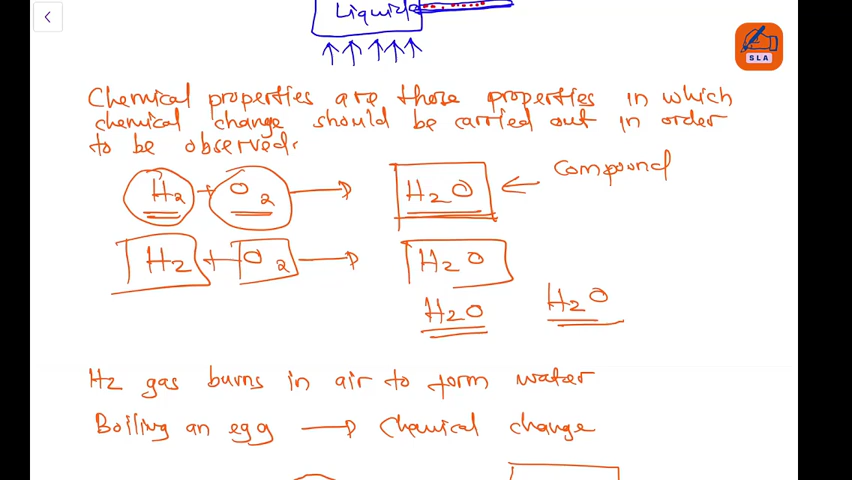 Liquid
SLA
Chemical properties are those properties in which
chemical change should be carried out in order
to be observed.
H2 + O2 → H2O ← Compound
H2 + O2 → H2O
H2O H2O
H2 gas burns in air to form water
Boiling an egg → Chemical change